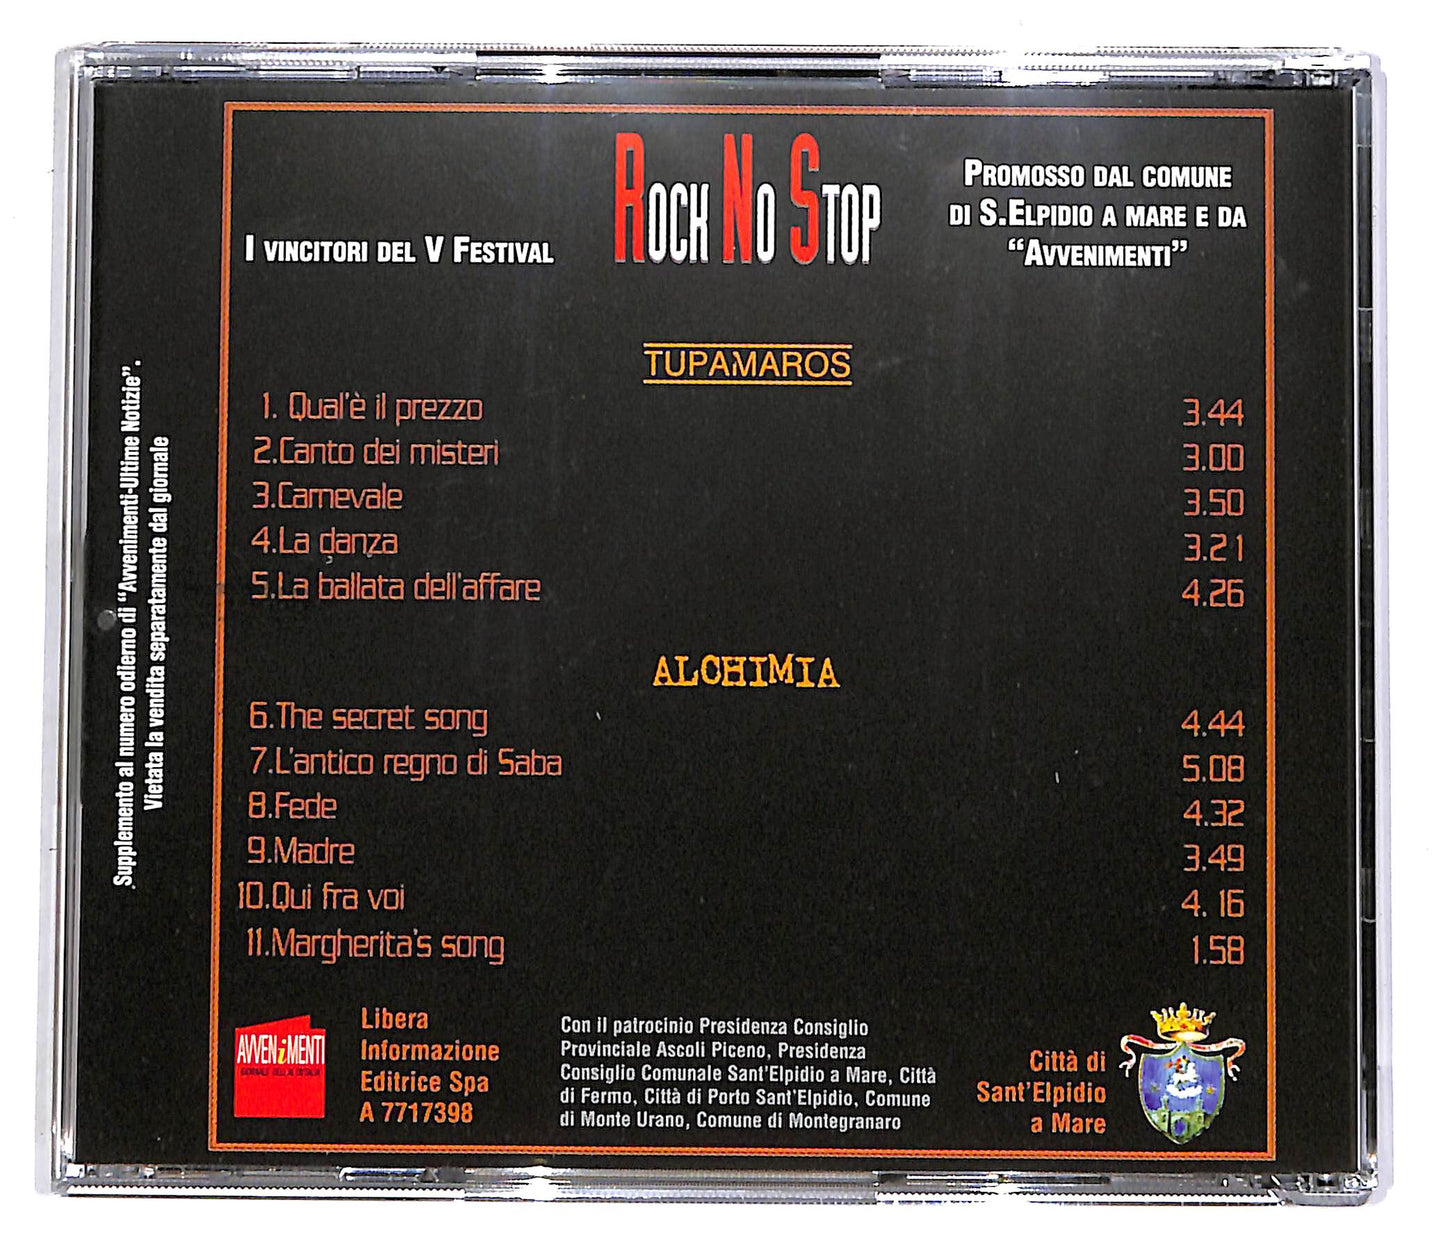 Rock No Stop
I vincitori del V Festival
Promosso dal comune
di S.Elpidio a mare e da
“Avvenimenti”
TUPAMAROS
1. Qual'è il prezzo 3.44
2.Canto dei misteri 3.00
3.Carnevale 3.50
4.La danza 3.21
5.La ballata dell'affare 4.26
ALCHIMIA
6.The secret song 4.44
7.L'antico regno di Saba 5.08
8.Fede 4.32
9.Madre 3.49
10.Qui fra voi 4.16
11.Margherita's song 1.58
AVVENiMENTI
Libera
Informazione
Editrice Spa
A 7717398
Con il patrocinio Presidenza Consiglio
Provinciale Ascoli Piceno, Presidenza
Consiglio Comunale Sant'Elpidio a Mare, Città
di Fermo, Città di Porto Sant'Elpidio, Comune
di Monte Urano, Comune di Montegranaro
Città di
Sant'Elpidio
a Mare
Supplemento al numero odierno di “Avvenimenti-Ultime Notizie”.
Vietata la vendita separatamente dal giornale